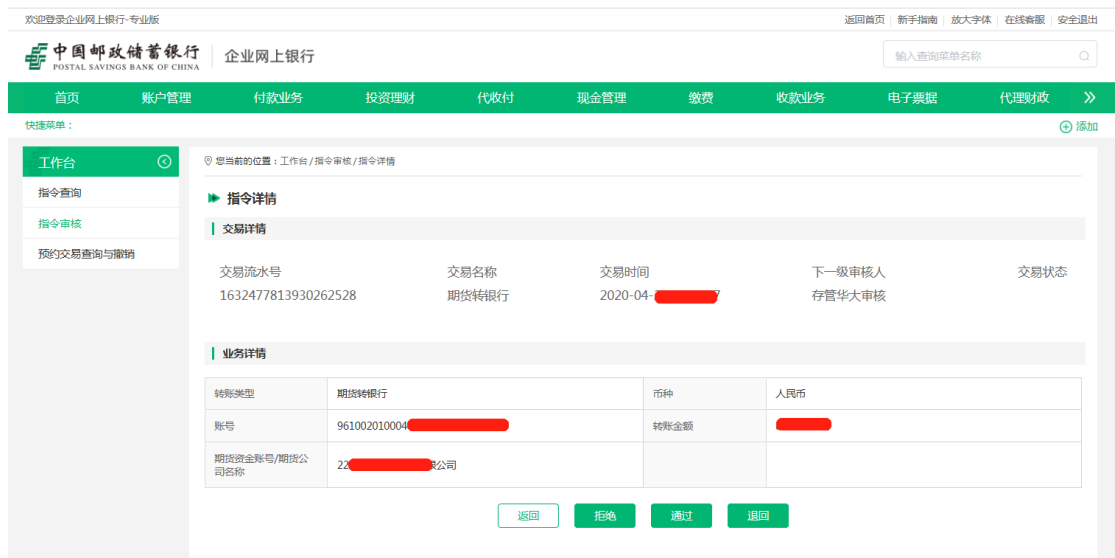 欢迎登录企业网上银行-专业版
返回首页 新手指南 放大字体 在线客服 安全退出
中国邮政储蓄银行
POSTAL SAVINGS BANK OF CHINA
企业网上银行
输入查询菜单名称
首页 账户管理 付款业务 投资理财 代收付 现金管理 缴费 收款业务 电子票据 代理财政
快捷菜单：
添加
工作台
指令查询
指令审核
预约交易查询与撤销
您当前的位置：工作台/指令审核/指令详情
指令详情
交易详情
交易流水号 交易名称 交易时间 下一级审核人 交易状态
1632477813930262528 期货转银行 2020-04- 7 存管华大审核
业务详情
转账类型 期货转银行 币种 人民币
账号 961002010004 转账金额
期货资金账号/期货公
司名称
22 限公司
返回 拒绝 通过 退回